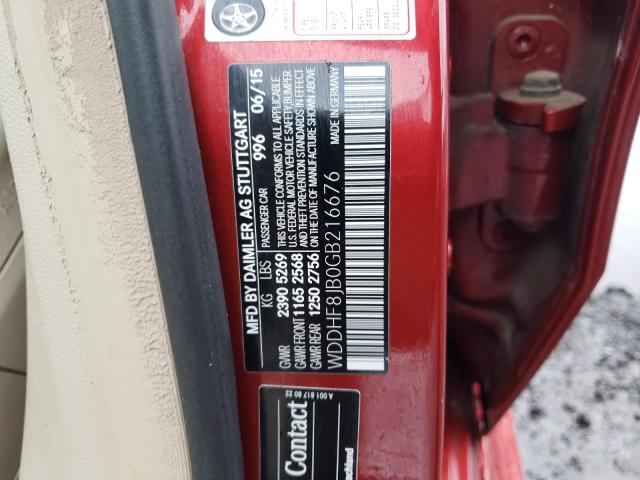 MFD BY DAIMLER AG STUTTGART
PASSENGER CAR 996 06/15
KG LBS
GVWR 2390 5269
GAWR FRONT 1165 2568
GAWR REAR 1250 2756
THIS VEHICLE CONFORMS TO ALL APPLICABLE
U.S. FEDERAL MOTOR VEHICLE SAFETY, BUMPER
AND THEFT PREVENTION STANDARDS IN EFFECT
ON THE DATE OF MANUFACTURE SHOWN ABOVE
WDDHF8JB0GB216676 MADE IN GERMANY
A 001 817 80 22
Contact